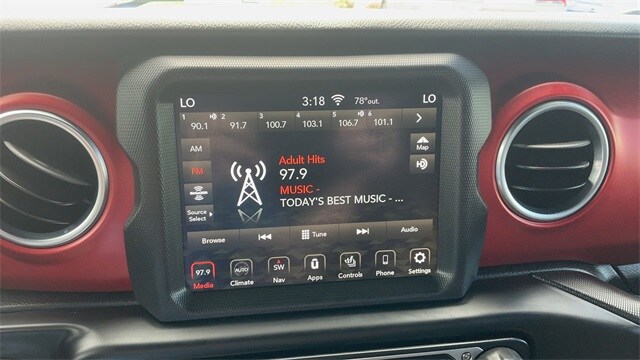 LO 3:18 78°out. LO
1 2 3 4 5 6
90.1 91.7 100.7 103.1 106.7 101.1
AM
Map
FM
Adult Hits
97.9
MUSIC -
TODAY'S BEST MUSIC - ...
Source
Select
Browse Tune Audio
97.9 AUTO SW
Media Climate Nav Apps Controls Phone Settings